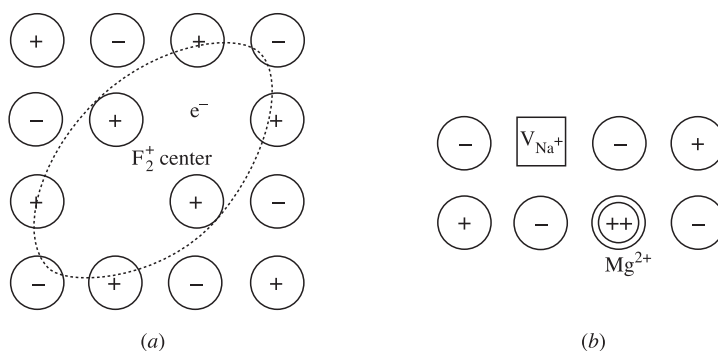 + − + −
− + e⁻ +
F₂⁺ center
+ + −
− + − +
(a)
− V_Na⁺ − +
+ − ++ −
Mg²⁺
(b)